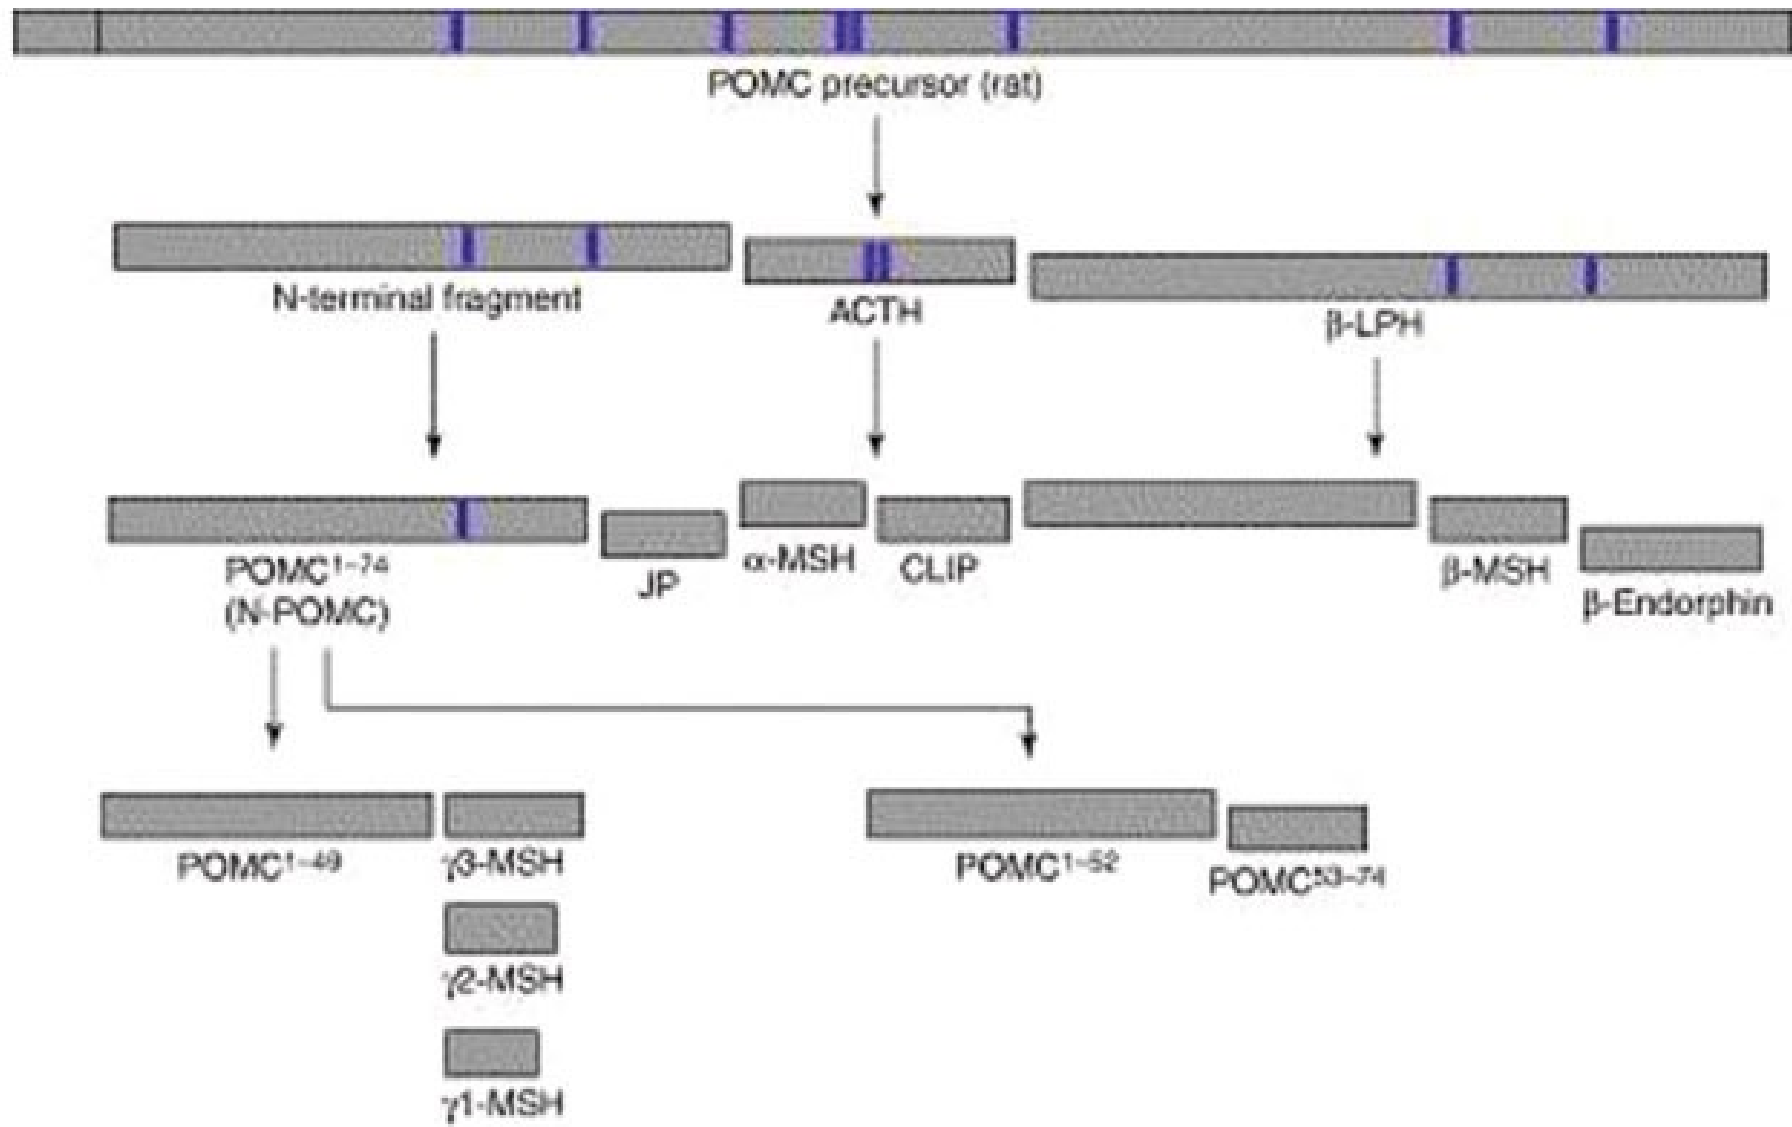 POMC precursor (rat)
N-terminal fragment
ACTH
β-LPH
POMC¹⁻⁷⁴
(N-POMC)
JP
α-MSH
CLIP
β-MSH
β-Endorphin
POMC¹⁻⁴⁹
γ3-MSH
POMC¹⁻⁵²
POMC⁵³⁻⁷⁴
γ2-MSH
γ1-MSH